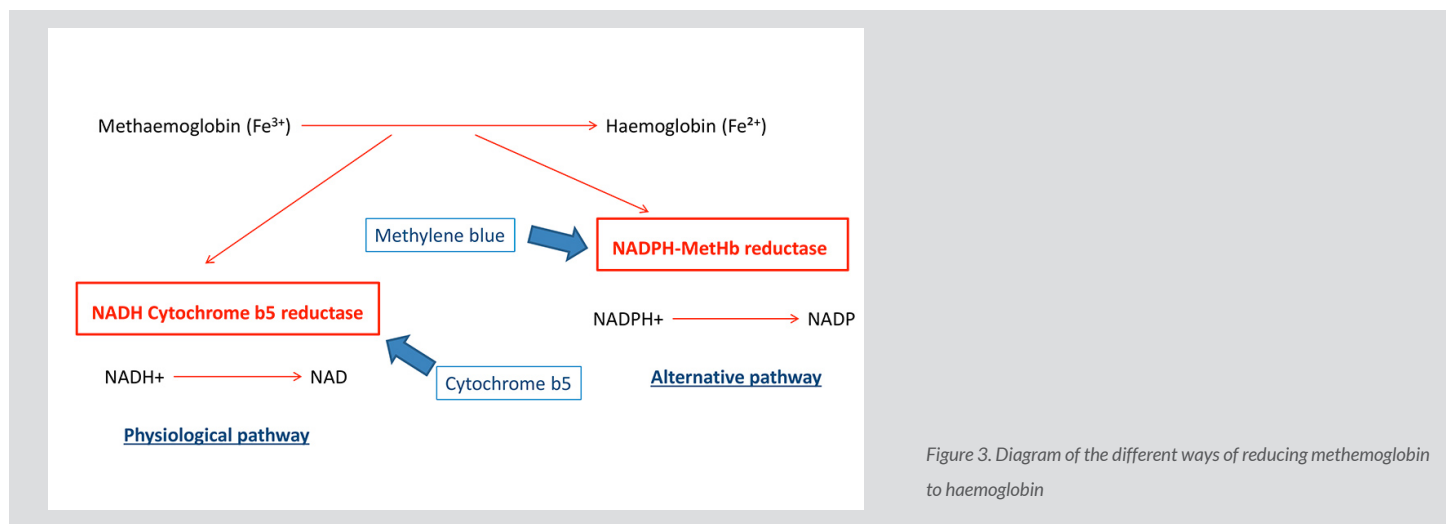 Methaemoglobin (Fe³⁺)
Haemoglobin (Fe²⁺)
Methylene blue
NADPH-MetHb reductase
NADH Cytochrome b5 reductase
NADPH+
NADP
NADH+
NAD
Cytochrome b5
Alternative pathway
Physiological pathway
Figure 3. Diagram of the different ways of reducing methemoglobin
to haemoglobin